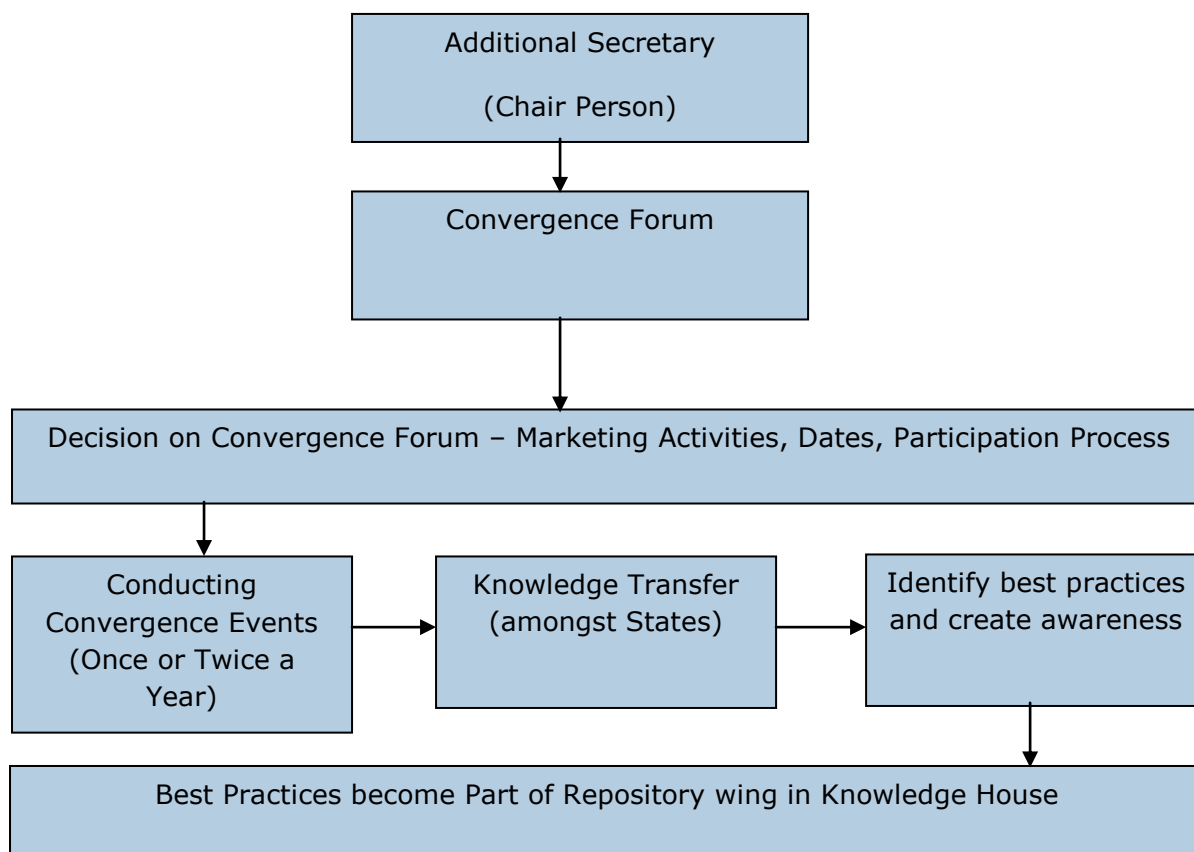 Additional Secretary
(Chair Person)
Convergence Forum
Decision on Convergence Forum – Marketing Activities, Dates, Participation Process
Conducting
Convergence Events
(Once or Twice a
Year)
Knowledge Transfer
(amongst States)
Identify best practices
and create awareness
Best Practices become Part of Repository wing in Knowledge House